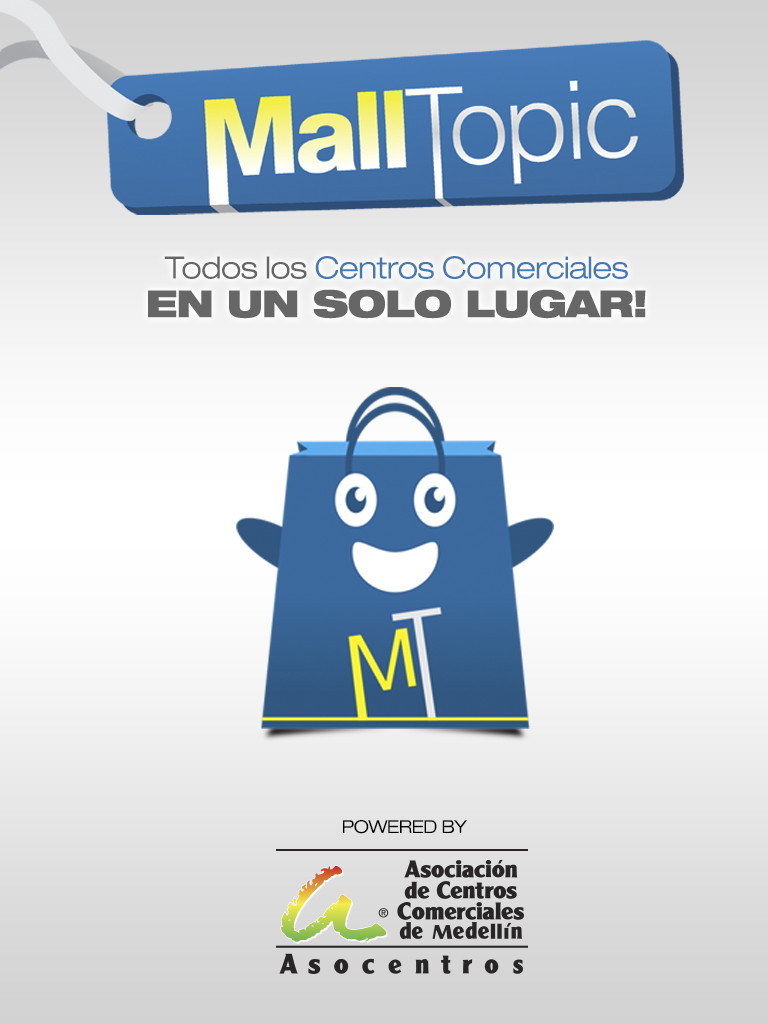 MallTopic
Todos los Centros Comerciales
EN UN SOLO LUGAR!
MT
POWERED BY
Asociación
de Centros
® Comerciales
de Medellín
Asocentros